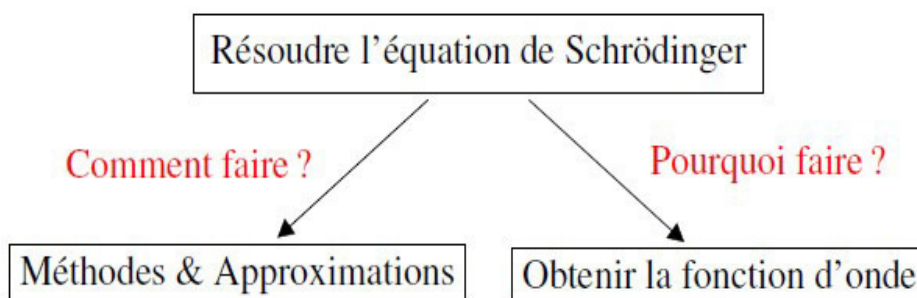 Résoudre l’équation de Schrödinger
Comment faire ?
Pourquoi faire ?
Méthodes & Approximations
Obtenir la fonction d’onde